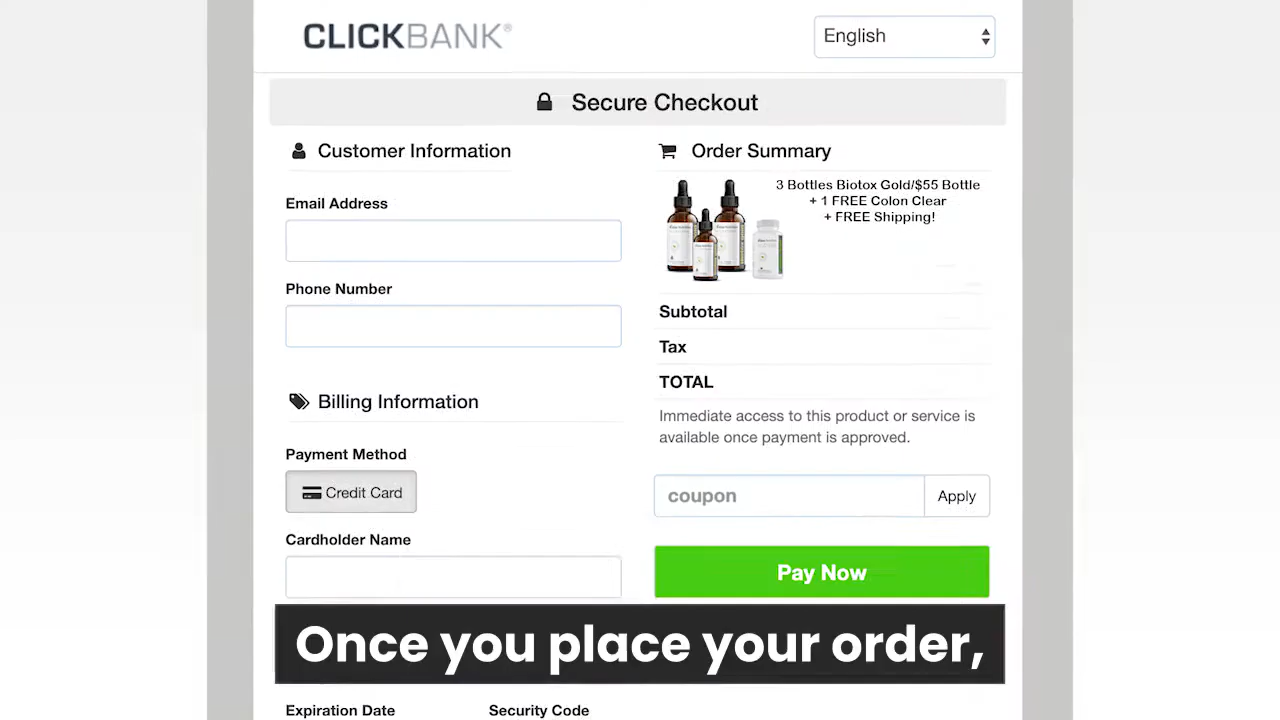 CLICKBANK®
English
Secure Checkout
Customer Information
Order Summary
Email Address
3 Bottles Biotox Gold/$55 Bottle
+ 1 FREE Colon Clear
+ FREE Shipping!
Phone Number
Subtotal
Tax
TOTAL
Billing Information
Immediate access to this product or service is
available once payment is approved.
Payment Method
Credit Card
coupon
Apply
Cardholder Name
Pay Now
Once you place your order,
Expiration Date
Security Code